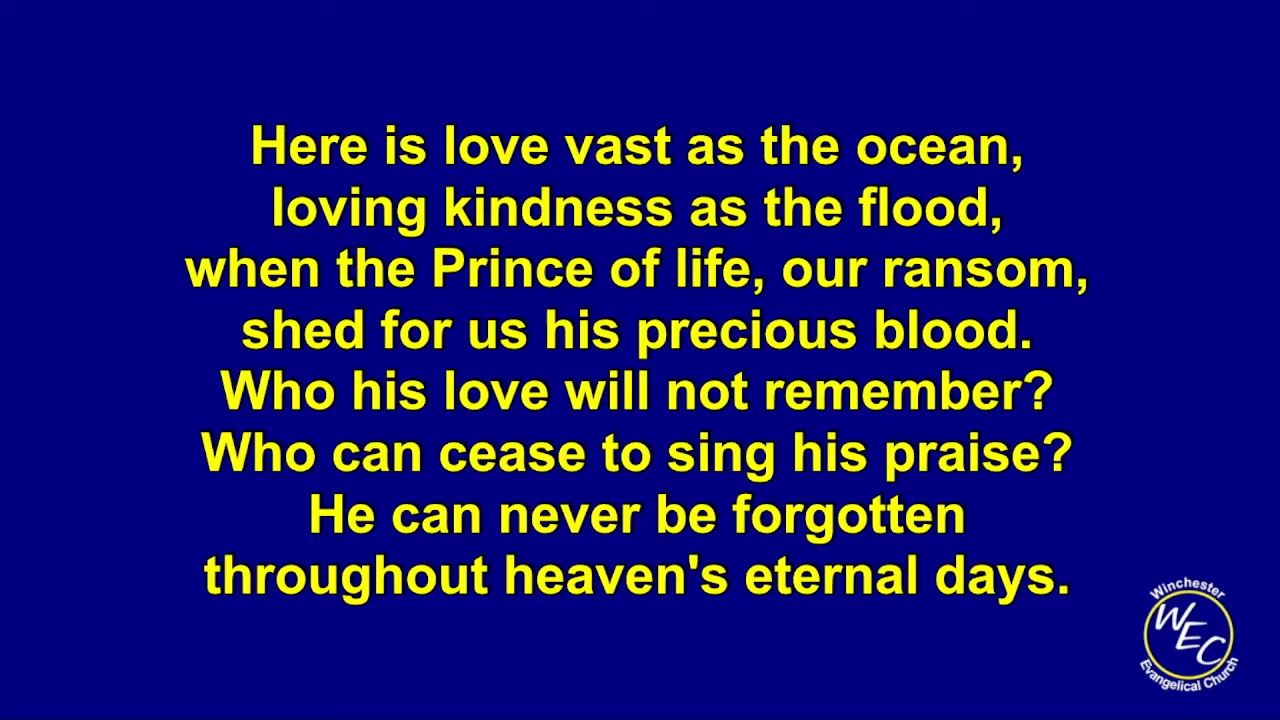 Here is love vast as the ocean,
loving kindness as the flood,
when the Prince of life, our ransom,
shed for us his precious blood.
Who his love will not remember?
Who can cease to sing his praise?
He can never be forgotten
throughout heaven's eternal days.
Winchester
WEC
Evangelical Church